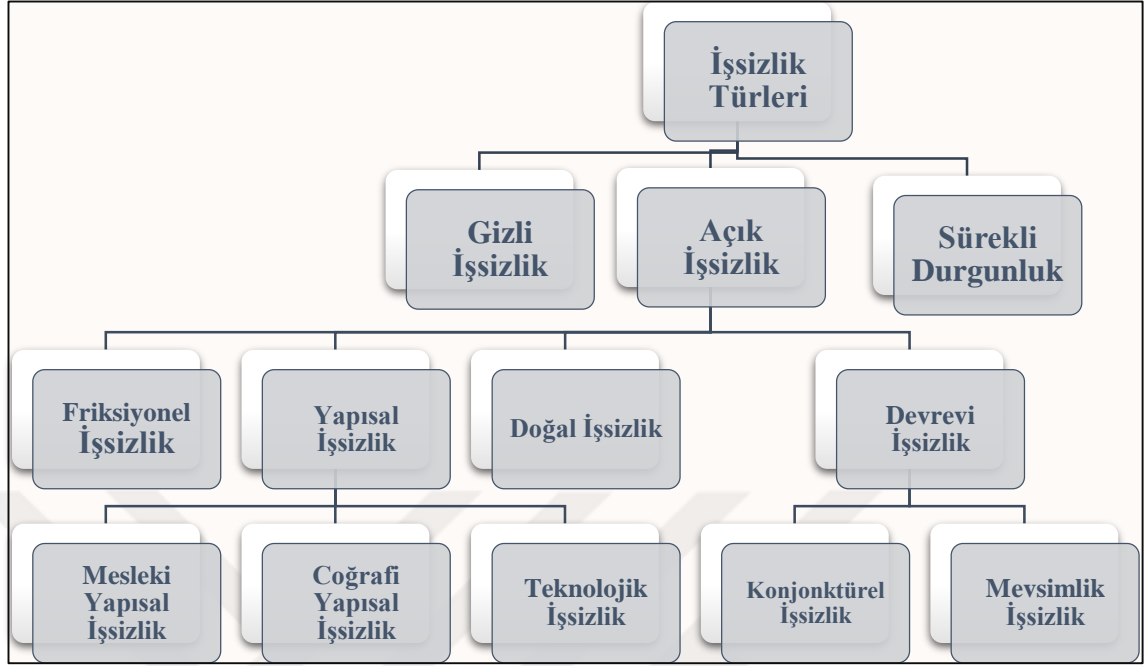 İşsizlik
Türleri
Gizli
İşsizlik
Açık
İşsizlik
Sürekli
Durgunluk
Friksiyonel
İşsizlik
Yapısal
İşsizlik
Doğal İşsizlik
Devrevi
İşsizlik
Mesleki
Yapısal
İşsizlik
Coğrafi
Yapısal
İşsizlik
Teknolojik
İşsizlik
Konjonktürel
İşsizlik
Mevsimlik
İşsizlik